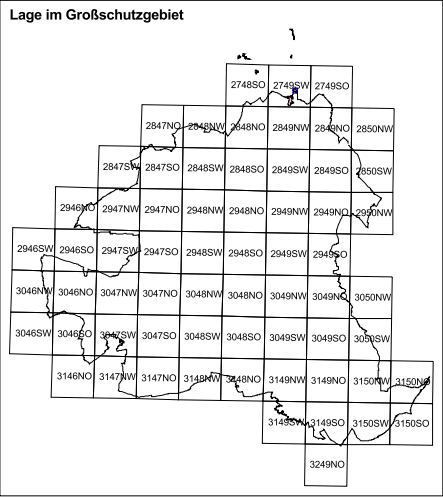 Lage im Großschutzgebiet
2748SO 2749SW 2749SO
2847NO 2848NW 2848NO 2849NW 2849NO 2850NW
2847SW 2847SO 2848SW 2848SO 2849SW 2849SO 2850SW
2946NO 2947NW 2947NO 2948NW 2948NO 2949NW 2949NO 2950NW
2946SW 2946SO 2947SW 2947SO 2948SW 2948SO 2949SW 2949SO
3046NW 3046NO 3047NW 3047NO 3048NW 3048NO 3049NW 3049NO 3050NW
3046SW 3046SO 3047SW 3047SO 3048SW 3048SO 3049SW 3049SO 3050SW
3146NO 3147NW 3147NO 3148NW 3148NO 3149NW 3149NO 3150NW 3150NO
3149SW 3149SO 3150SW 3150SO
3249NO